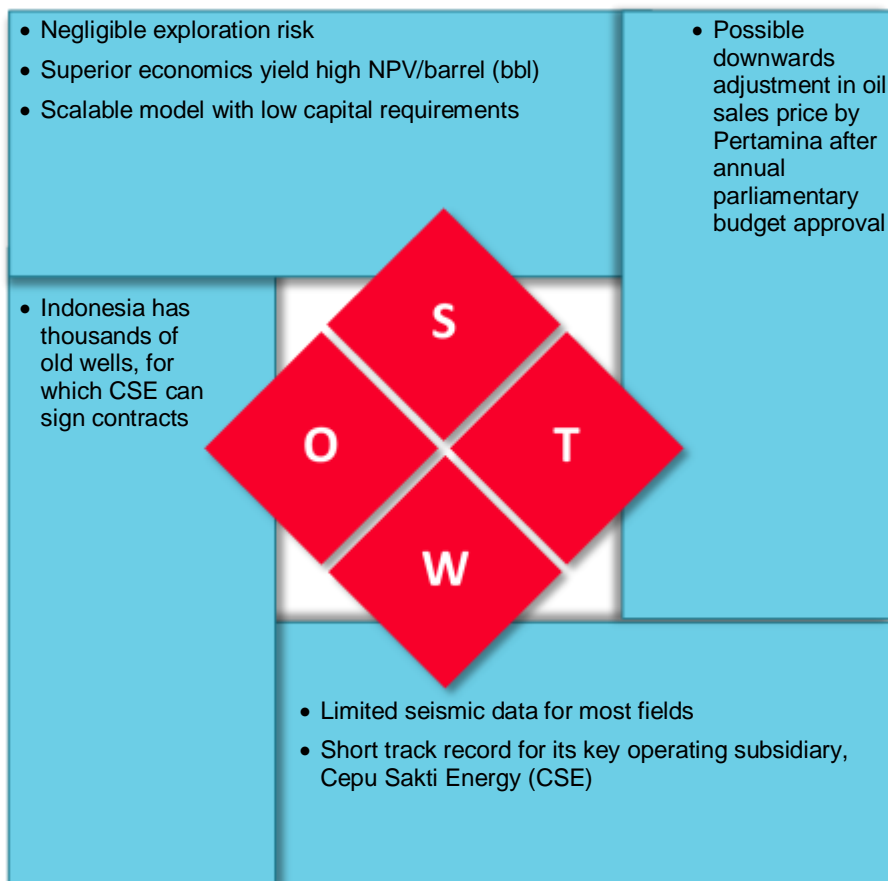 • Negligible exploration risk
• Superior economics yield high NPV/barrel (bbl)
• Scalable model with low capital requirements
• Possible
downwards
adjustment in oil
sales price by
Pertamina after
annual
parliamentary
budget approval
• Indonesia has
thousands of
old wells, for
which CSE can
sign contracts
S
O
T
W
• Limited seismic data for most fields
• Short track record for its key operating subsidiary,
Cepu Sakti Energy (CSE)